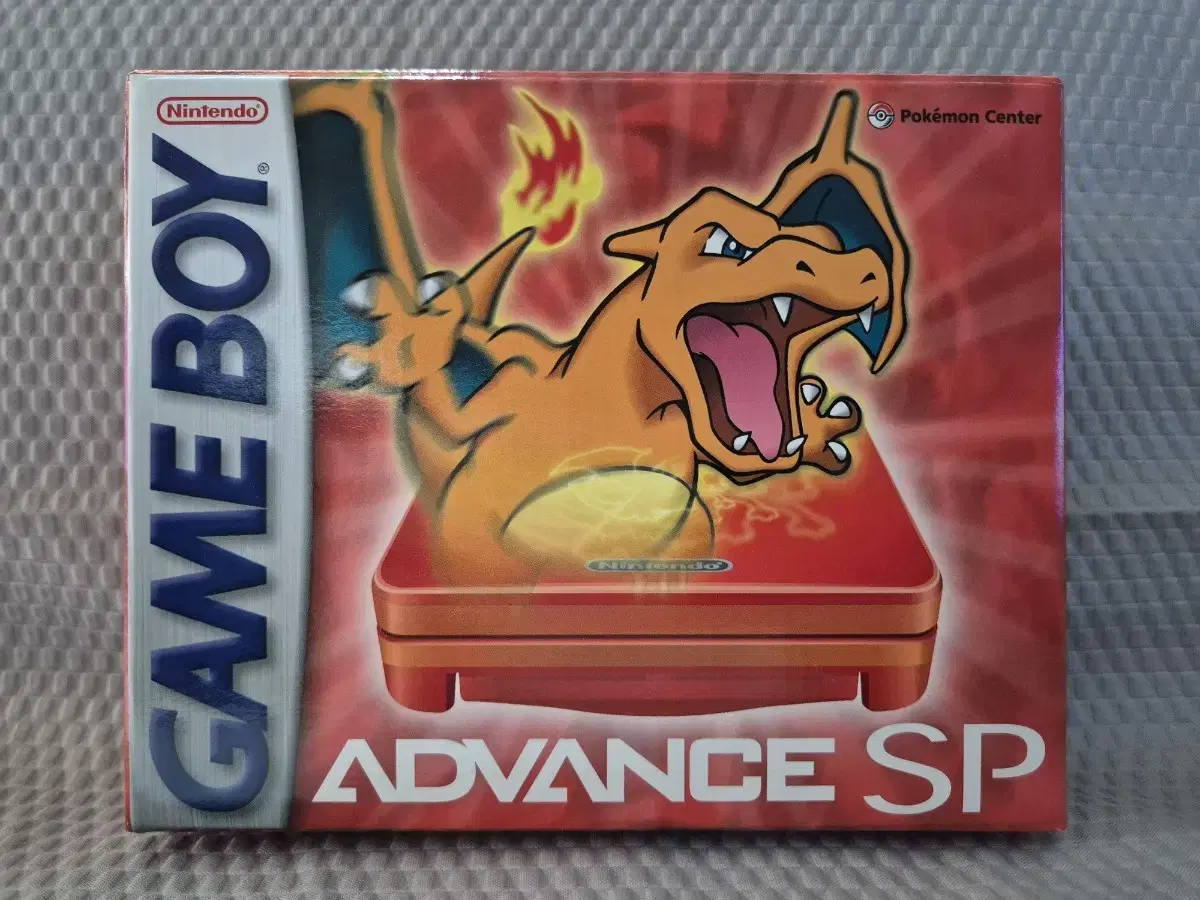 Nintendo®
GAME BOY®
Pokémon Center
Nintendo®
ADVANCE SP